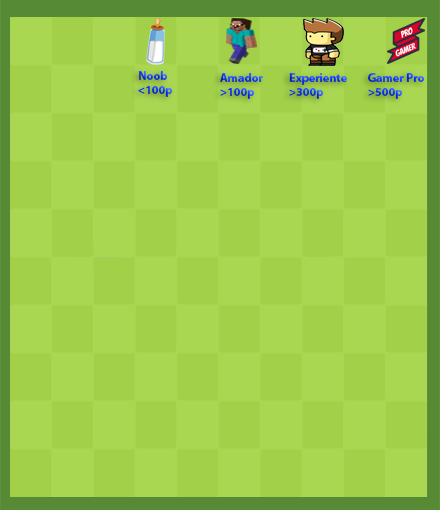 PRO
GAMER
Noob
<100p
Amador
>100p
Experiente
>300p
Gamer Pro
>500p